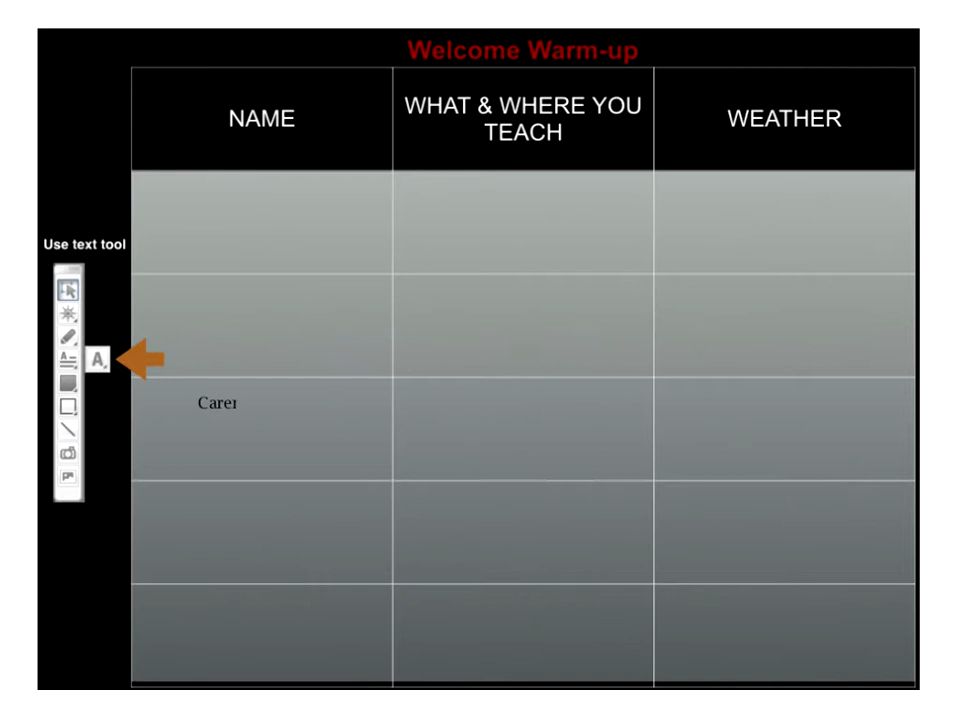 Welcome Warm-up
NAME
WHAT & WHERE YOU
TEACH
WEATHER
Use text tool
A